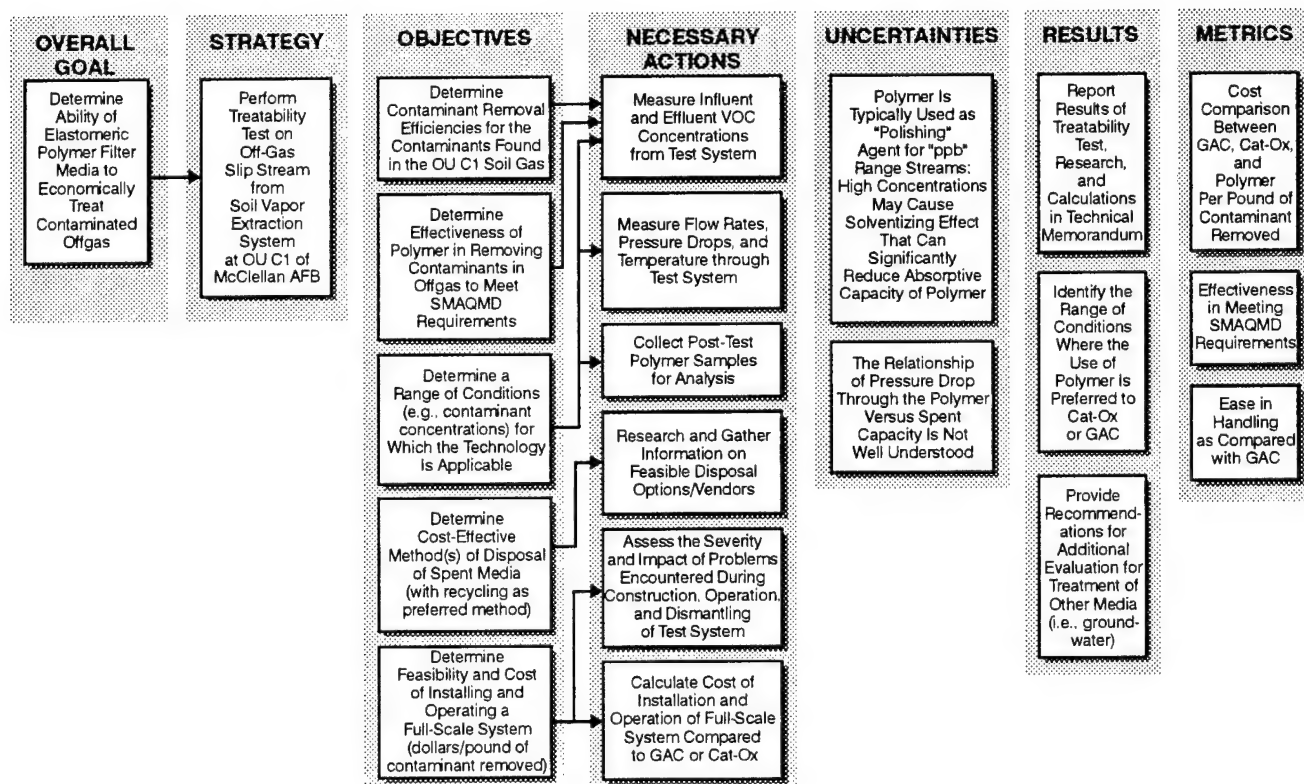 OVERALL
GOAL
Determine
Ability of
Elastomeric
Polymer Filter
Media to
Economically
Treat
Contaminated
Offgas
STRATEGY
Perform
Treatability
Test on
Off-Gas
Slip Stream
from
Soil Vapor
Extraction
System
at OU C1 of
McClellan AFB
OBJECTIVES
Determine
Contaminant Removal
Efficiencies for the
Contaminants Found
in the OU C1 Soil Gas
Determine
Effectiveness of
Polymer in Removing
Contaminants in
Offgas to Meet
SMAQMD
Requirements
Determine a
Range of Conditions
(e.g., contaminant
concentrations) for
Which the Technology
is Applicable
Determine
Cost-Effective
Method(s) of Disposal
of Spent Media
(with recycling as
preferred method)
Determine
Feasibility and Cost
of Installing and
Operating a
Full-Scale System
(dollars/pound of
contaminant removed)
NECESSARY
ACTIONS
Measure Influent
and Effluent VOC
Concentrations
from Test System
Measure Flow Rates,
Pressure Drops, and
Temperature through
Test System
Collect Post-Test
Polymer Samples
for Analysis
Research and Gather
Information on
Feasible Disposal
Options/Vendors
Assess the Severity
and Impact of Problems
Encountered During
Construction, Operation,
and Dismantling
of Test System
Calculate Cost of
Installation and
Operation of Full-Scale
System Compared
to GAC or Cat-Ox
UNCERTAINTIES
Polymer Is
Typically Used as
"Polishing"
Agent for "ppb"
Range Streams:
High Concentrations
May Cause
Solventizing Effect
That Can
Significantly
Reduce Absorptive
Capacity of Polymer
The Relationship
of Pressure Drop
Through the Polymer
Versus Spent
Capacity Is Not
Well Understood
RESULTS
Report
Results of
Treatability
Test,
Research,
and
Calculations
in Technical
Memorandum
Identify the
Range of
Conditions
Where the
Use of
Polymer Is
Preferred to
Cat-Ox
or GAC
Provide
Recommend-
ations for
Additional
Evaluation for
Treatment of
Other Media
(i.e., ground-
water)
METRICS
Cost
Comparison
Between
GAC, Cat-Ox,
and
Polymer
Per Pound of
Contaminant
Removed
Effectiveness
in Meeting
SMAQMD
Requirements
Ease in
Handling
as Compared
with GAC